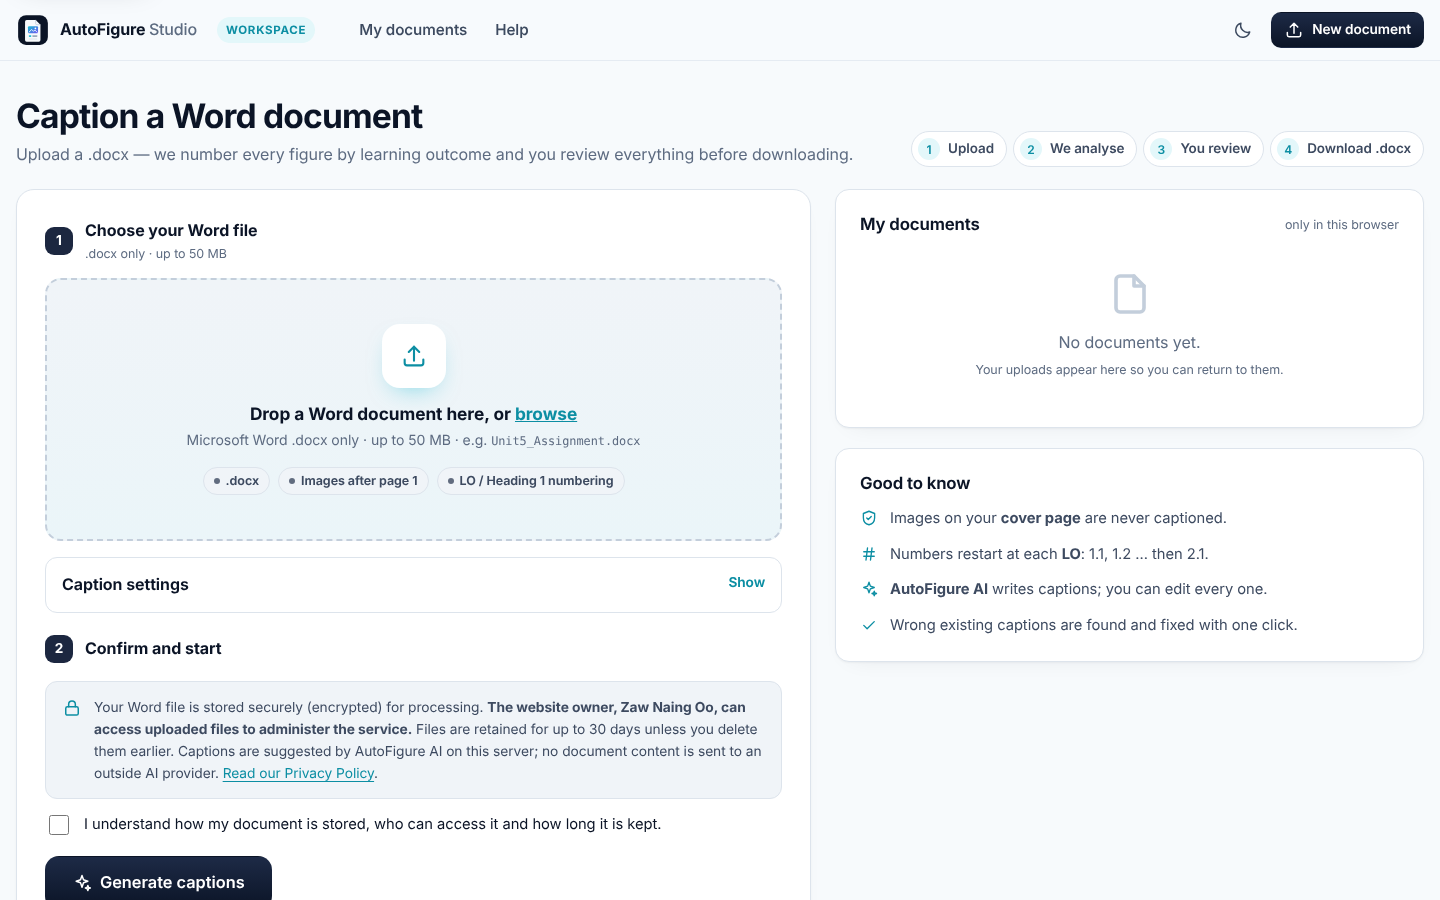 AutoFigure Studio
WORKSPACE
My documents
Help
New document
Caption a Word document
Upload a .docx — we number every figure by learning outcome and you review everything before downloading.
1 Upload
2 We analyse
3 You review
4 Download .docx
1
Choose your Word file
.docx only · up to 50 MB
Drop a Word document here, or browse
Microsoft Word .docx only · up to 50 MB · e.g. Unit5_Assignment.docx
.docx
Images after page 1
LO / Heading 1 numbering
Caption settings
Show
2
Confirm and start
Your Word file is stored securely (encrypted) for processing. The website owner, Zaw Naing Oo, can
access uploaded files to administer the service. Files are retained for up to 30 days unless you delete
them earlier. Captions are suggested by AutoFigure AI on this server; no document content is sent to an
outside AI provider. Read our Privacy Policy.
I understand how my document is stored, who can access it and how long it is kept.
Generate captions
My documents
only in this browser
No documents yet.
Your uploads appear here so you can return to them.
Good to know
Images on your cover page are never captioned.
Numbers restart at each LO: 1.1, 1.2 … then 2.1.
AutoFigure AI writes captions; you can edit every one.
Wrong existing captions are found and fixed with one click.